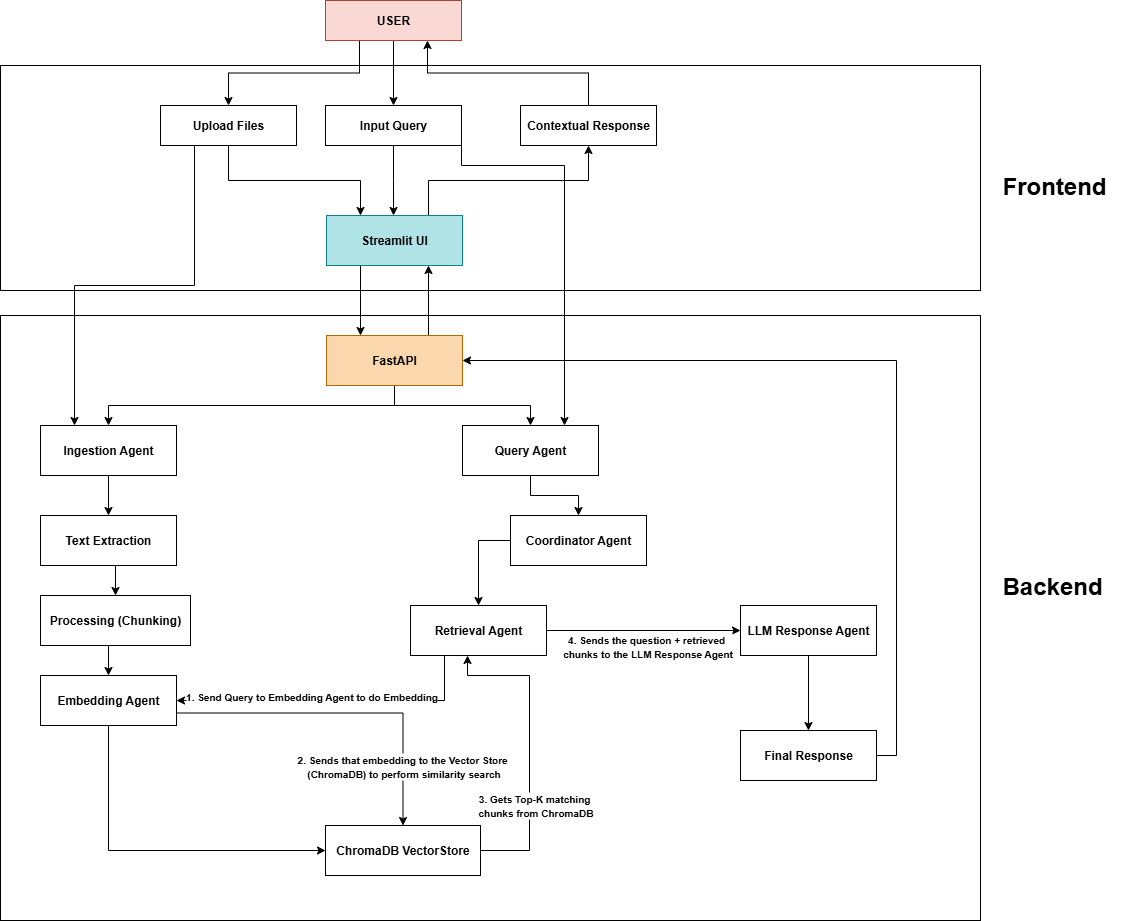 USER
Upload Files
Input Query
Contextual Response
Frontend
Streamlit UI
FastAPI
Ingestion Agent
Query Agent
Text Extraction
Coordinator Agent
Backend
Processing (Chunking)
Retrieval Agent
4. Sends the question + retrieved
chunks to the LLM Response Agent
LLM Response Agent
Embedding Agent
1. Send Query to Embedding Agent to do Embedding
2. Sends that embedding to the Vector Store
(ChromaDB) to perform similarity search
Final Response
3. Gets Top-K matching
chunks from ChromaDB
ChromaDB VectorStore